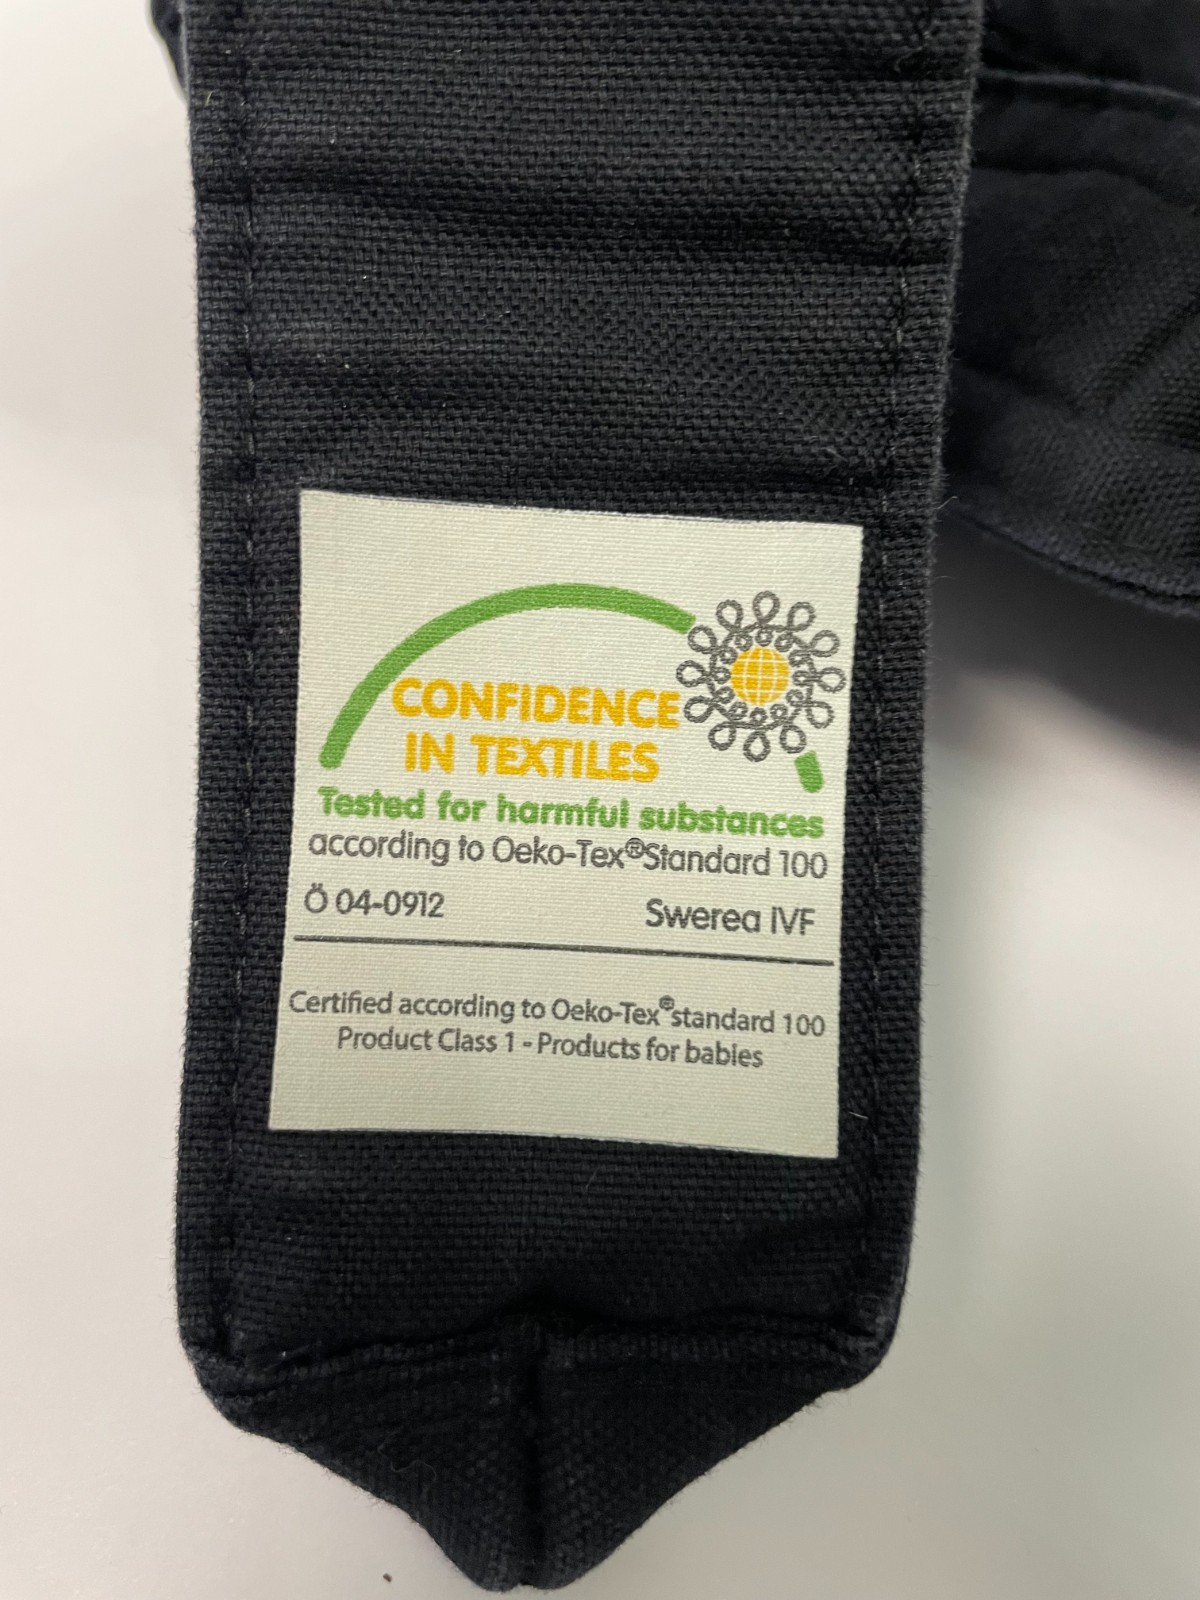 CONFIDENCE
IN TEXTILES
Tested for harmful substances
according to Oeko-Tex®Standard 100
Ö 04-0912 Swerea IVF
Certified according to Oeko-Tex®standard 100
Product Class 1 - Products for babies